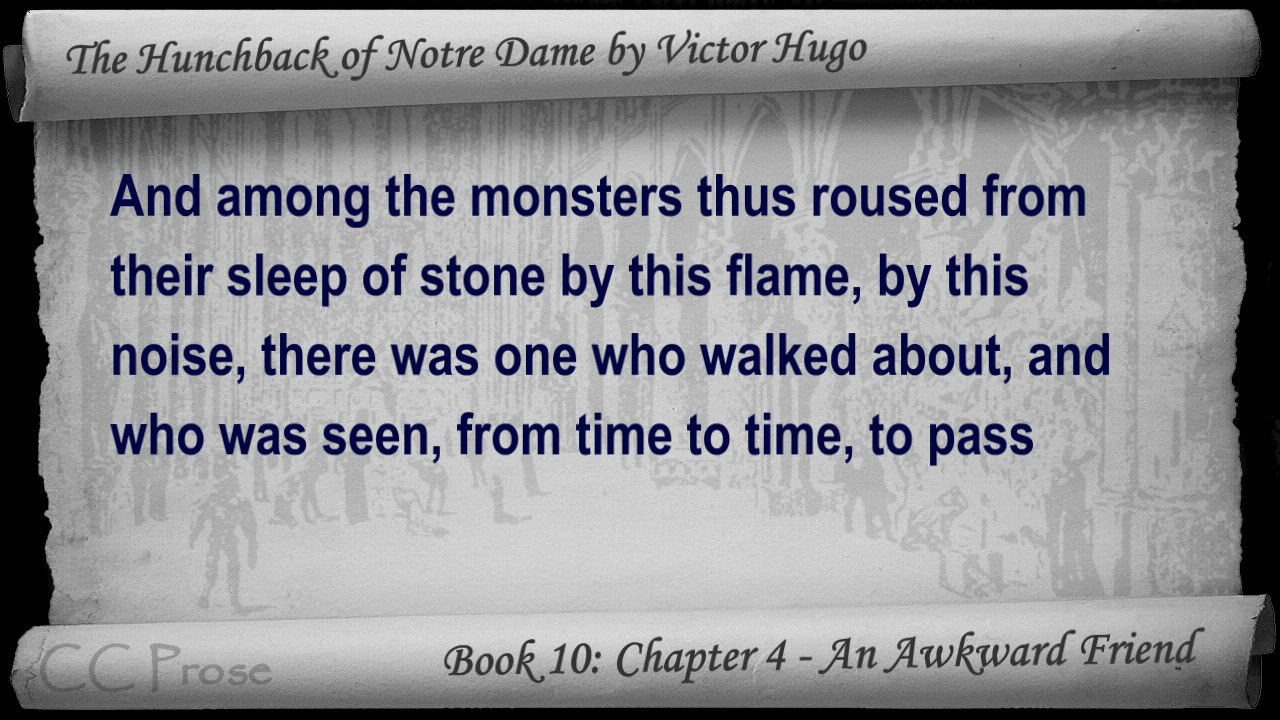 The Hunchback of Notre Dame by Victor Hugo
And among the monsters thus roused from
their sleep of stone by this flame, by this
noise, there was one who walked about, and
who was seen, from time to time, to pass
CC Prose
Book 10: Chapter 4 - An Awkward Friend